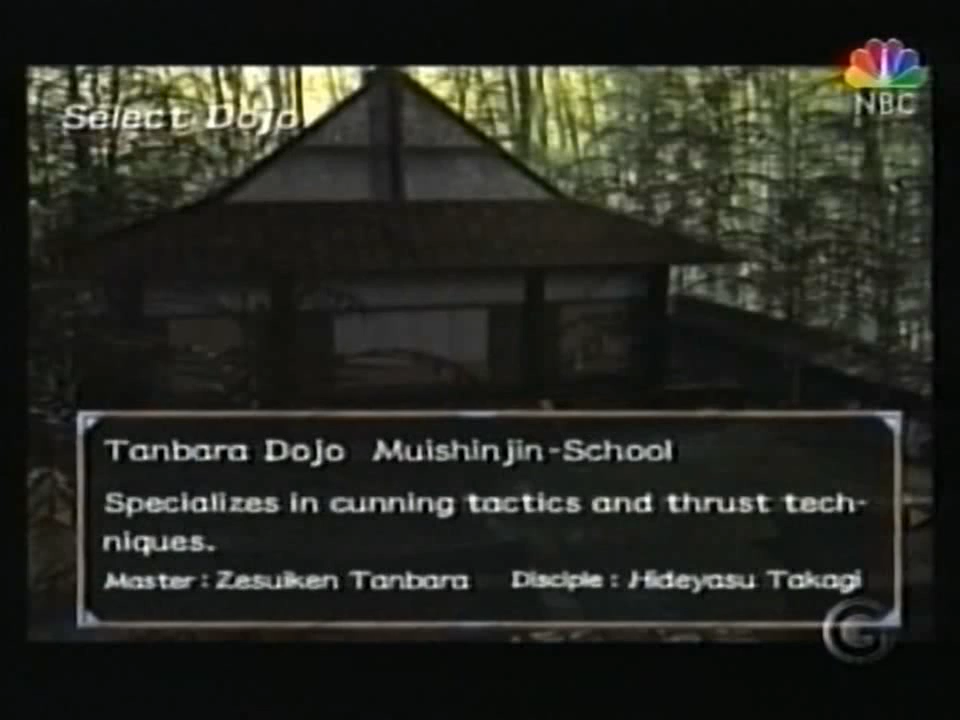 NBC
Select Dojo
Tanbara Dojo Muishinjin-School
Specializes in cunning tactics and thrust tech-
niques.
Master : Zesuiken Tanbara Disciple : Hideyasu Takagi
G